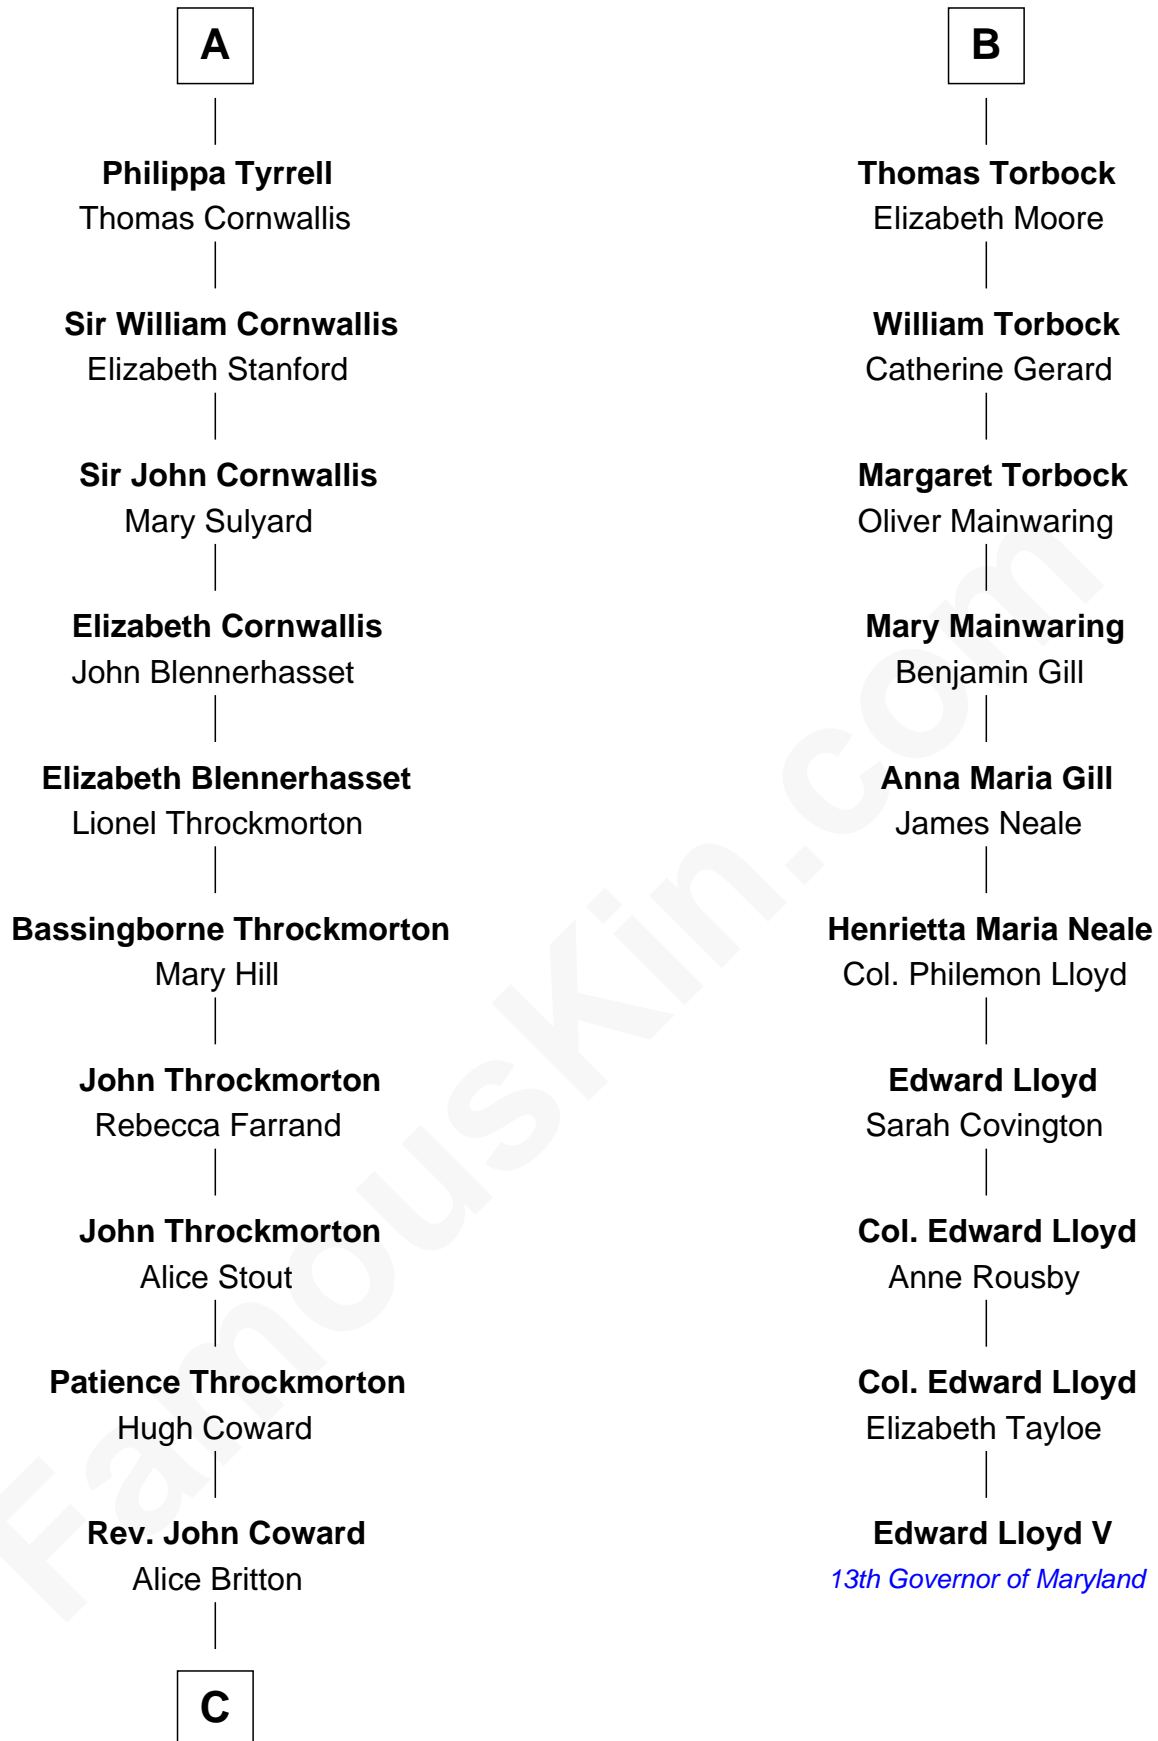 A
Philippa Tyrrell
Thomas Cornwallis
Sir William Cornwallis
Elizabeth Stanford
Sir John Cornwallis
Mary Sulyard
Elizabeth Cornwallis
John Blennerhasset
Elizabeth Blennerhasset
Lionel Throckmorton
Bassingborne Throckmorton
Mary Hill
John Throckmorton
Rebecca Farrand
John Throckmorton
Alice Stout
Patience Throckmorton
Hugh Coward
Rev. John Coward
Alice Britton
C
B
Thomas Torbock
Elizabeth Moore
William Torbock
Catherine Gerard
Margaret Torbock
Oliver Mainwaring
Mary Mainwaring
Benjamin Gill
Anna Maria Gill
James Neale
Henrietta Maria Neale
Col. Philemon Lloyd
Edward Lloyd
Sarah Covington
Col. Edward Lloyd
Anne Rousby
Col. Edward Lloyd
Elizabeth Tayloe
Edward Lloyd V
13th Governor of Maryland
FamousKin.com